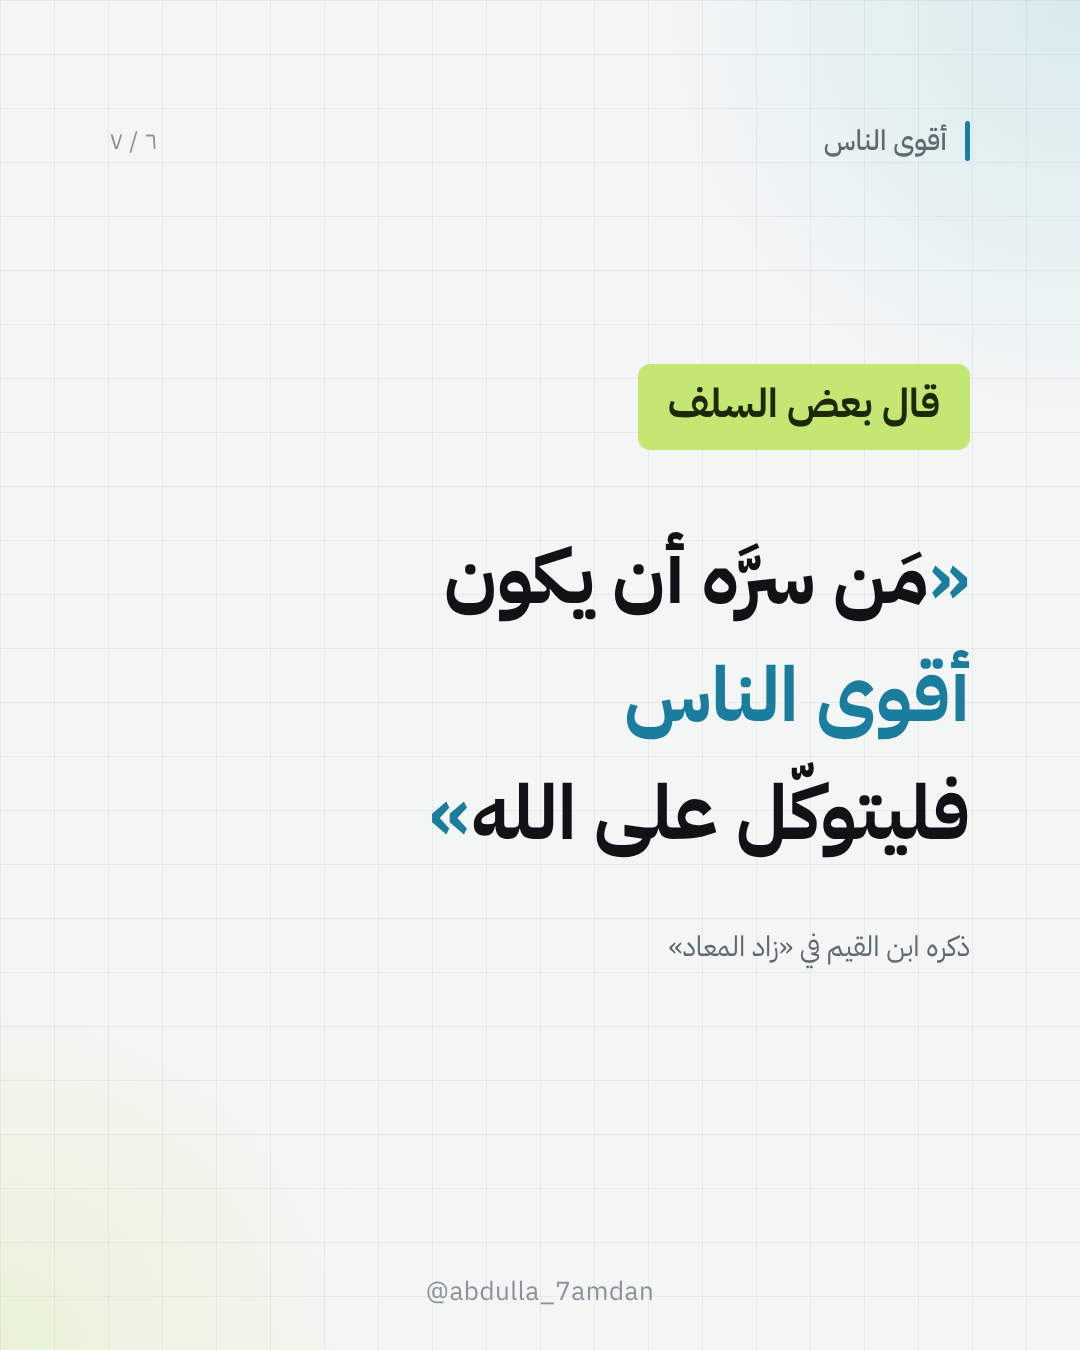 أقوى الناس
٦ / ٧
قال بعض السلف
«مَن سرَّه أن يكون
أقوى الناس
فليتوكّل على الله»
ذكره ابن القيم في «زاد المعاد»
@abdulla_7amdan